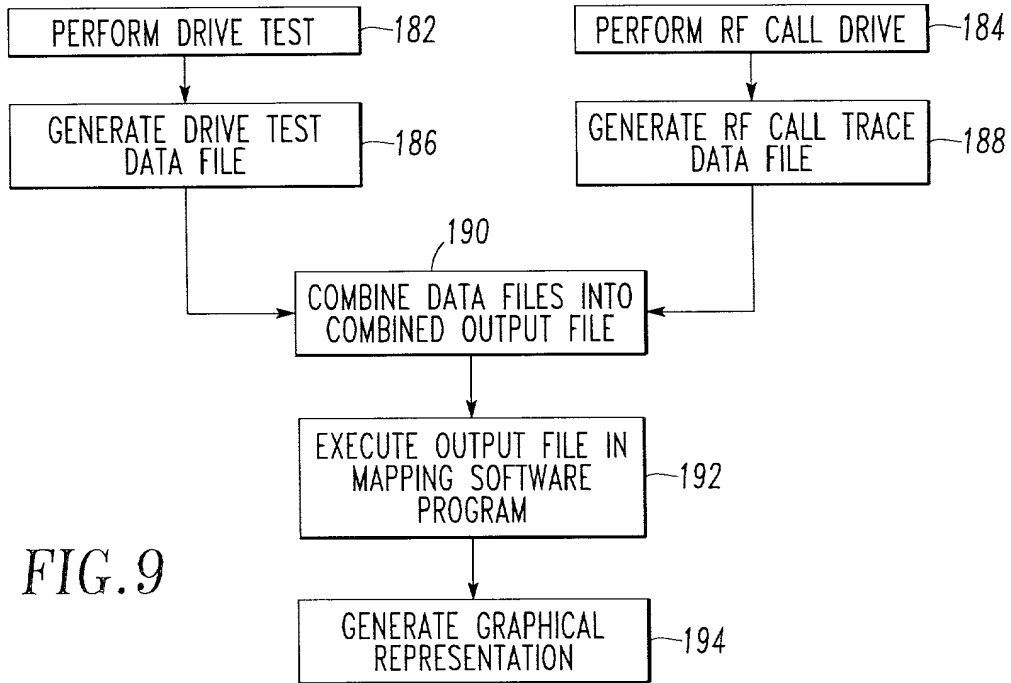 PERFORM DRIVE TEST
182
PERFORM RF CALL DRIVE
184
GENERATE DRIVE TEST
DATA FILE
186
GENERATE RF CALL TRACE
DATA FILE
188
190
COMBINE DATA FILES INTO
COMBINED OUTPUT FILE
EXECUTE OUTPUT FILE IN
MAPPING SOFTWARE
PROGRAM
192
FIG. 9
GENERATE GRAPHICAL
REPRESENTATION
194